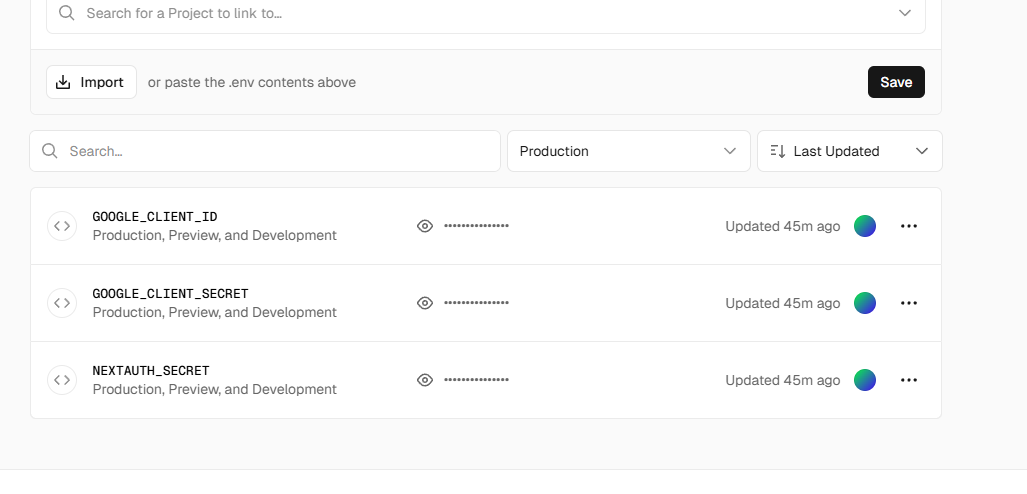 Search for a Project to link to...
Import or paste the .env contents above Save
Search... Production Last Updated
GOOGLE_CLIENT_ID
Production, Preview, and Development
•••••••••••••••
Updated 45m ago
GOOGLE_CLIENT_SECRET
Production, Preview, and Development
•••••••••••••••
Updated 45m ago
NEXTAUTH_SECRET
Production, Preview, and Development
•••••••••••••••
Updated 45m ago